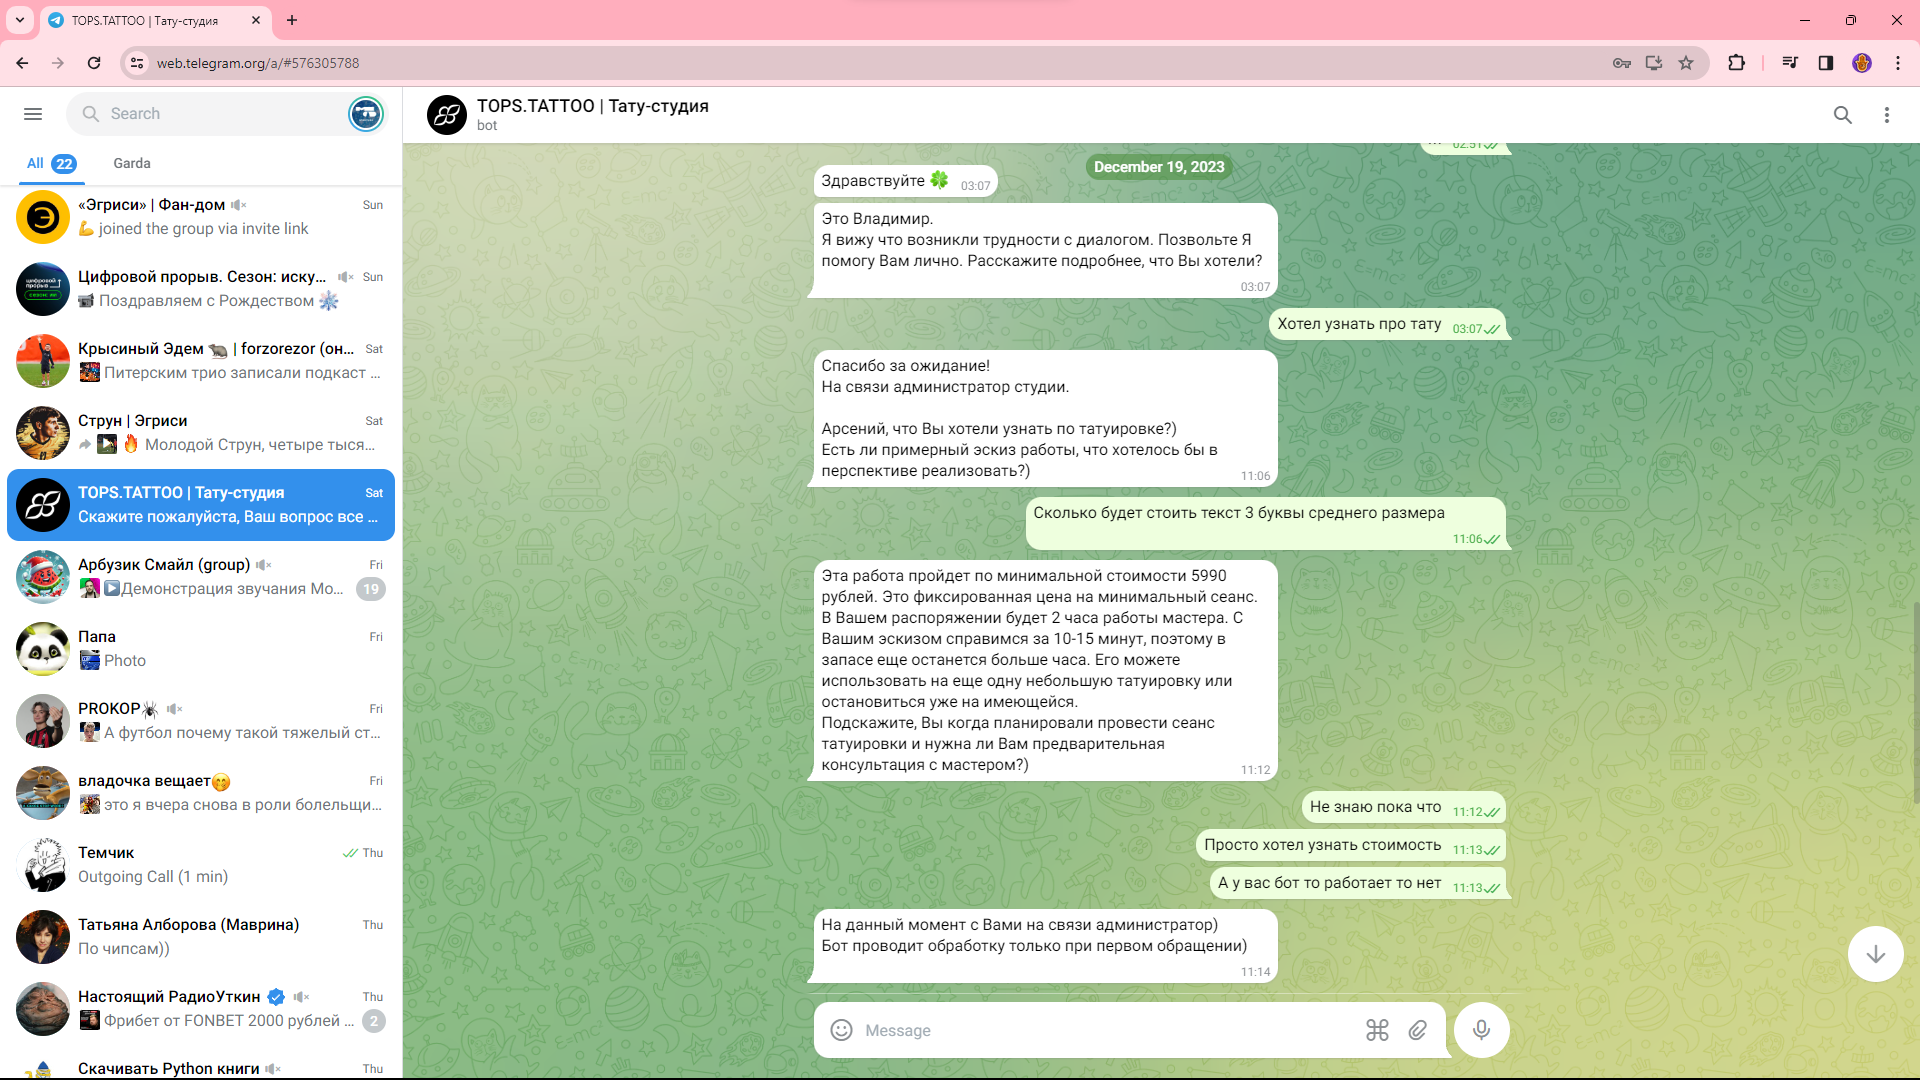 TOPS.TATTOO | Тату-студия
web.telegram.org/a/#576305788
Search
All 22
Garda
«Эгриси» | Фан-дом Sun
💪 joined the group via invite link
Цифровой прорыв. Сезон: иску... Sun
Поздравляем с Рождеством ❄️
Крысиный Эдем 🐀 | forzorezor (он... Sat
Питерским трио записали подкаст ...
Струн | Эгриси Sat
🔥 Молодой Струн, четыре тыся...
TOPS.TATTOO | Тату-студия Sat
Скажите пожалуйста, Ваш вопрос все ...
Арбузик Смайл (group) Fri
▶️Демонстрация звучания Мо... 19
Папа Fri
Photo
PROKOP🕷 Fri
А футбол почему такой тяжелый ст...
владочка вещает🤭 Fri
это я вчера снова в роли болельщи...
Темчик Thu
Outgoing Call (1 min)
Татьяна Алборова (Маврина) Thu
По чипсам))
Настоящий РадиоУткин Thu
Фрибет от FONBET 2000 рублей ... 2
Скачивать Python книги Thu
TOPS.TATTOO | Тату-студия
bot
02:51
December 19, 2023
Здравствуйте 🍀 03:07
Это Владимир.
Я вижу что возникли трудности с диалогом. Позвольте Я
помогу Вам лично. Расскажите подробнее, что Вы хотели?
03:07
Хотел узнать про тату 03:07
Спасибо за ожидание!
На связи администратор студии.
Арсений, что Вы хотели узнать по татуировке?)
Есть ли примерный эскиз работы, что хотелось бы в
перспективе реализовать?) 11:06
Сколько будет стоить текст 3 буквы среднего размера
11:06
Эта работа пройдет по минимальной стоимости 5990
рублей. Это фиксированная цена на минимальный сеанс.
В Вашем распоряжении будет 2 часа работы мастера. С
Вашим эскизом справимся за 10-15 минут, поэтому в
запасе еще останется больше часа. Его можете
использовать на еще одну небольшую татуировку или
остановиться уже на имеющейся.
Подскажите, Вы когда планировали провести сеанс
татуировки и нужна ли Вам предварительная
консультация с мастером?) 11:12
Не знаю пока что 11:12
Просто хотел узнать стоимость 11:13
А у вас бот то работает то нет 11:13
На данный момент с Вами на связи администратор)
Бот проводит обработку только при первом обращении)
11:14
Message